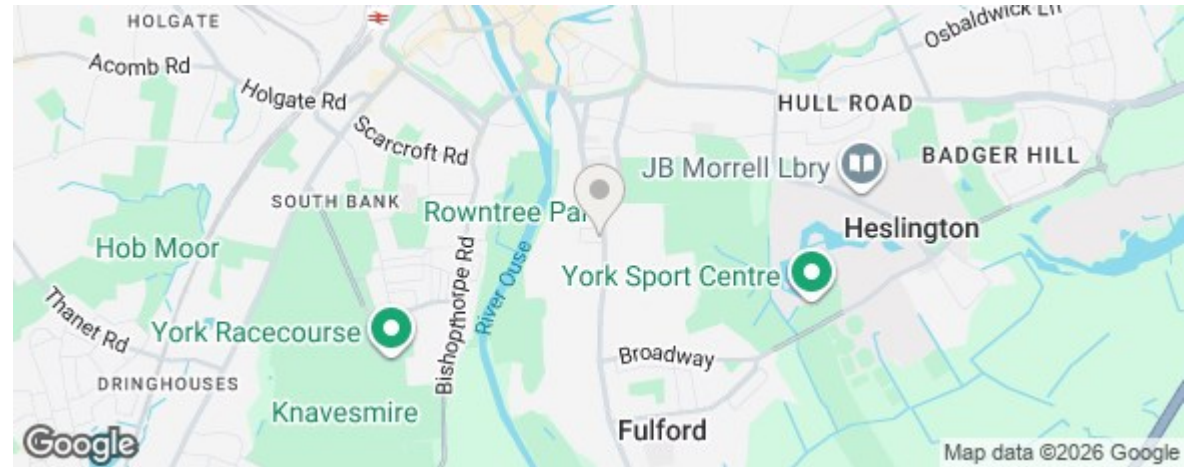 HOLGATE
Osbaldwick Ln
Acomb Rd
Holgate Rd
HULL ROAD
Scarcroft Rd
BADGER HILL
JB Morrell Lbry
SOUTH BANK
Rowntree Par
Heslington
Hob Moor
River Ouse
Bishopthorpe Rd
York Sport Centre
Thanet Rd
York Racecourse
Broadway
DRINGHOUSES
Knavesmire
Fulford
Google
Map data ©2026 Google